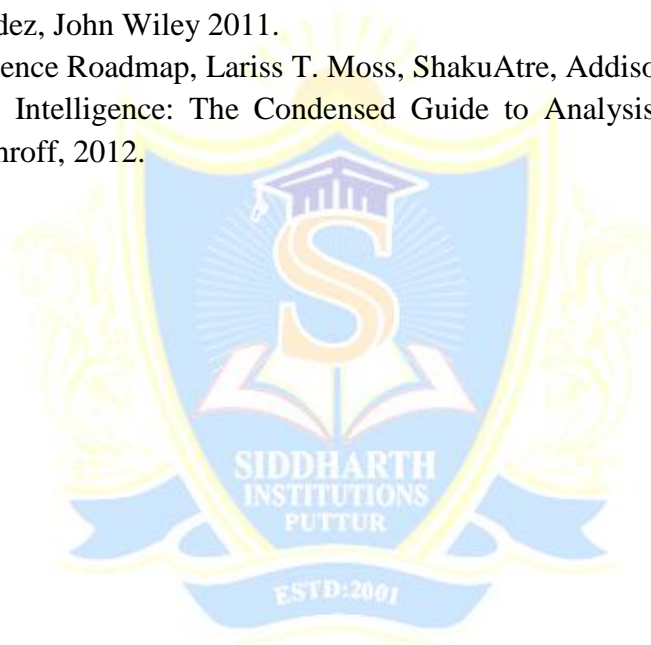 dez, John Wiley 2011.
ence Roadmap, Lariss T. Moss, ShakuAtre, Addiso
Intelligence: The Condensed Guide to Analysis
hroff, 2012.
S
SIDDHARTH
INSTITUTIONS
PUTTUR
ESTD:2001